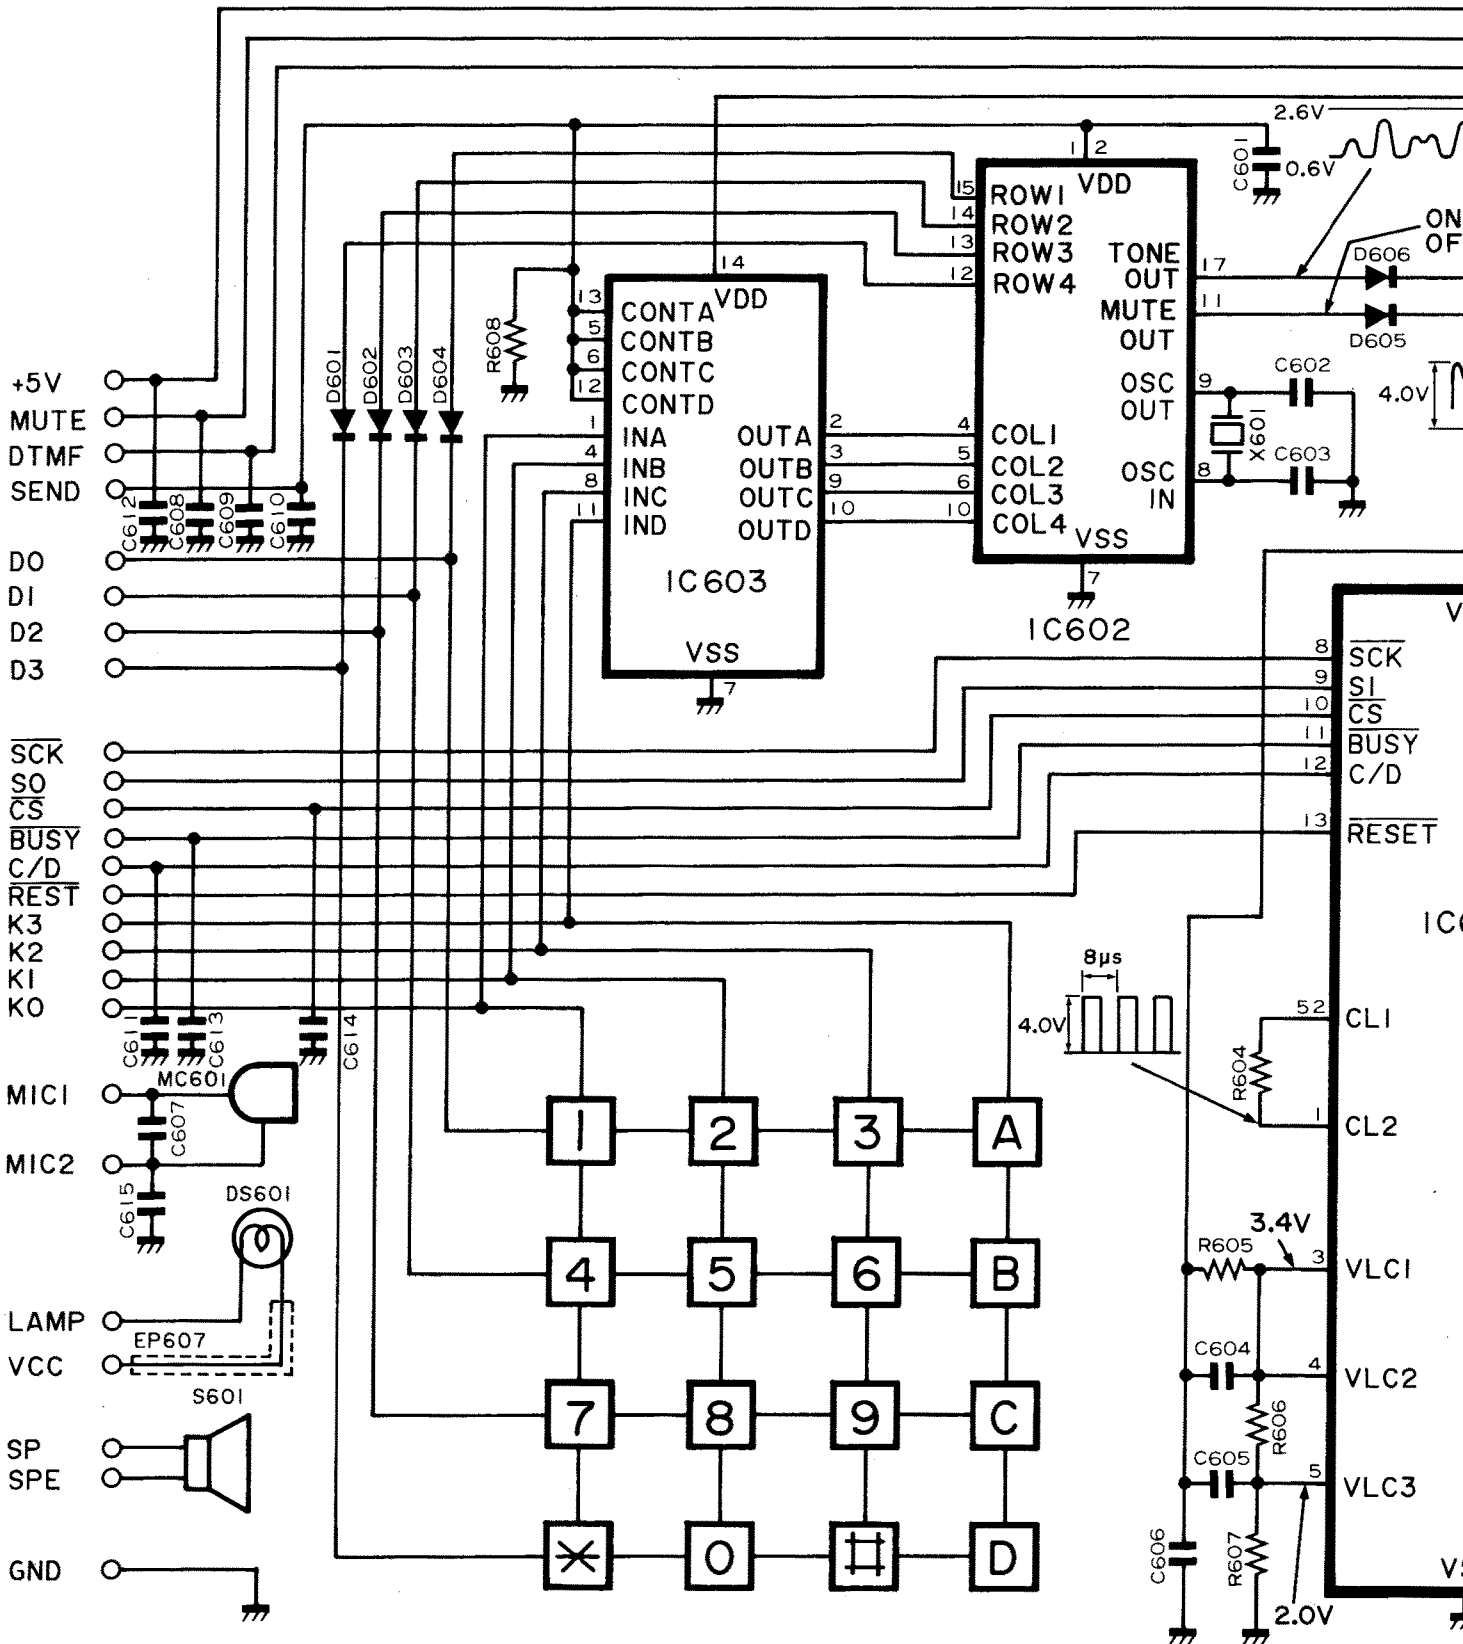 2.6V
0.6V
C601
1 2
VDD
15 ROW1
14 ROW2
13 ROW3
12 ROW4
TONE OUT 17
MUTE OUT 11
OSC OUT 9
OSC IN 8
4 COL1
5 COL2
6 COL3
10 COL4
VSS
7
IC602
ON
OF
D606
D605
C602
X601
C603
4.0V
14
VDD
13 CONTA
5 CONTB
6 CONTC
12 CONTD
1 INA
4 INB
8 INC
11 IND
OUTA 2
OUTB 3
OUTC 9
OUTD 10
IC603
VSS
7
R608
D601
D602
D603
D604
+5V
MUTE
DTMF
SEND
C612
C608
C609
C610
D0
D1
D2
D3
SCK
SO
CS
BUSY
C/D
REST
K3
K2
K1
K0
C611
C613
C614
MC601
MIC1
C607
MIC2
C615
DS601
LAMP
EP607
VCC
S601
SP
SPE
GND
1 2 3 A
4 5 6 B
7 8 9 C
* 0 # D
8 SCK
9 SI
10 CS
11 BUSY
12 C/D
13 RESET
8µs
4.0V
52 CL1
R604
1 CL2
3.4V
R605
3 VLC1
C604
4 VLC2
R606
C605
5 VLC3
C606
R607
2.0V